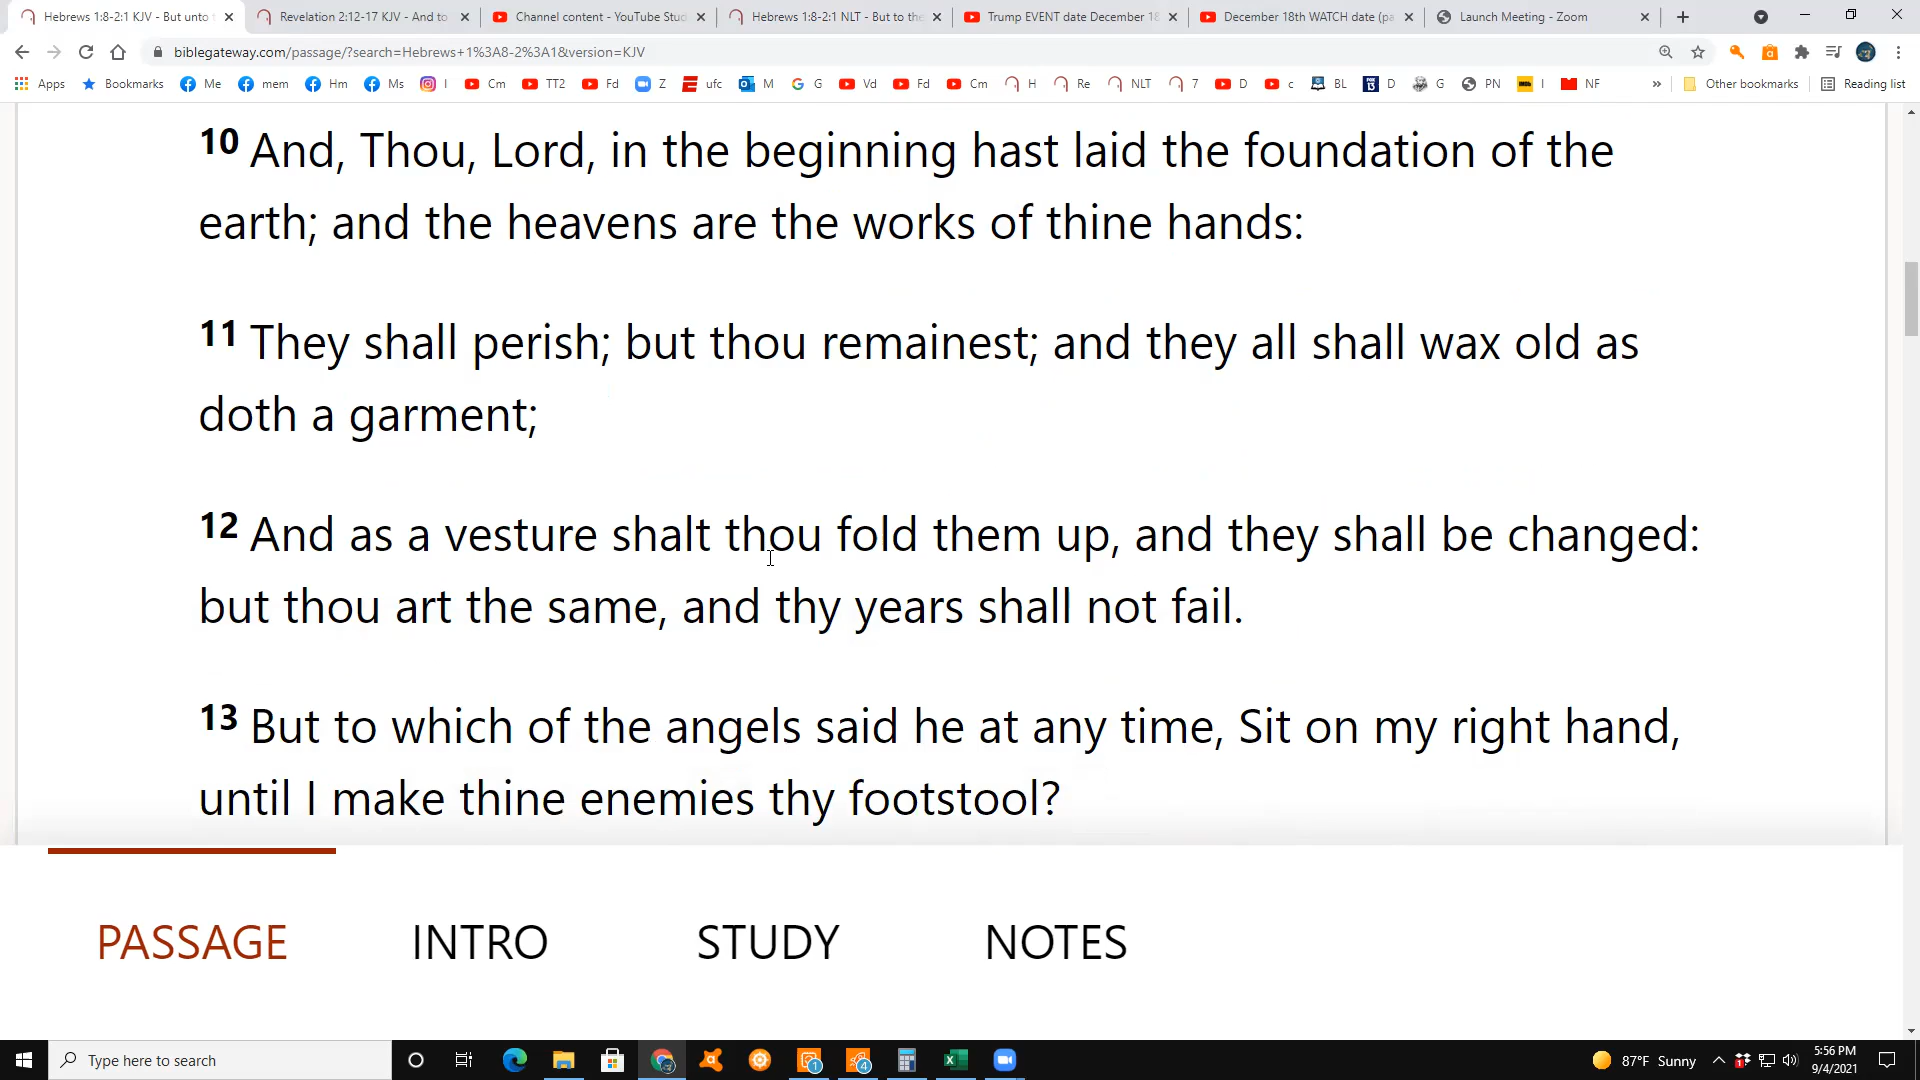 Hebrews 1:8-2:1 KJV - But unto t
Revelation 2:12-17 KJV - And to
Channel content - YouTube Stud
Hebrews 1:8-2:1 NLT - But to the
Trump EVENT date December 18
December 18th WATCH date (pa
Launch Meeting - Zoom
biblegateway.com/passage/?search=Hebrews+1%3A8-2%3A1&version=KJV
Apps Bookmarks Me mem Hm Ms I Cm TT2 Fd Z ufc M G Vd Fd Cm H Re NLT 7 D c BL D G PN I NF » Other bookmarks Reading list
10 And, Thou, Lord, in the beginning hast laid the foundation of the
earth; and the heavens are the works of thine hands:
11 They shall perish; but thou remainest; and they all shall wax old as
doth a garment;
12 And as a vesture shalt thou fold them up, and they shall be changed:
but thou art the same, and thy years shall not fail.
13 But to which of the angels said he at any time, Sit on my right hand,
until I make thine enemies thy footstool?
PASSAGE INTRO STUDY NOTES
Type here to search
1
4
87°F Sunny
5:56 PM
9/4/2021